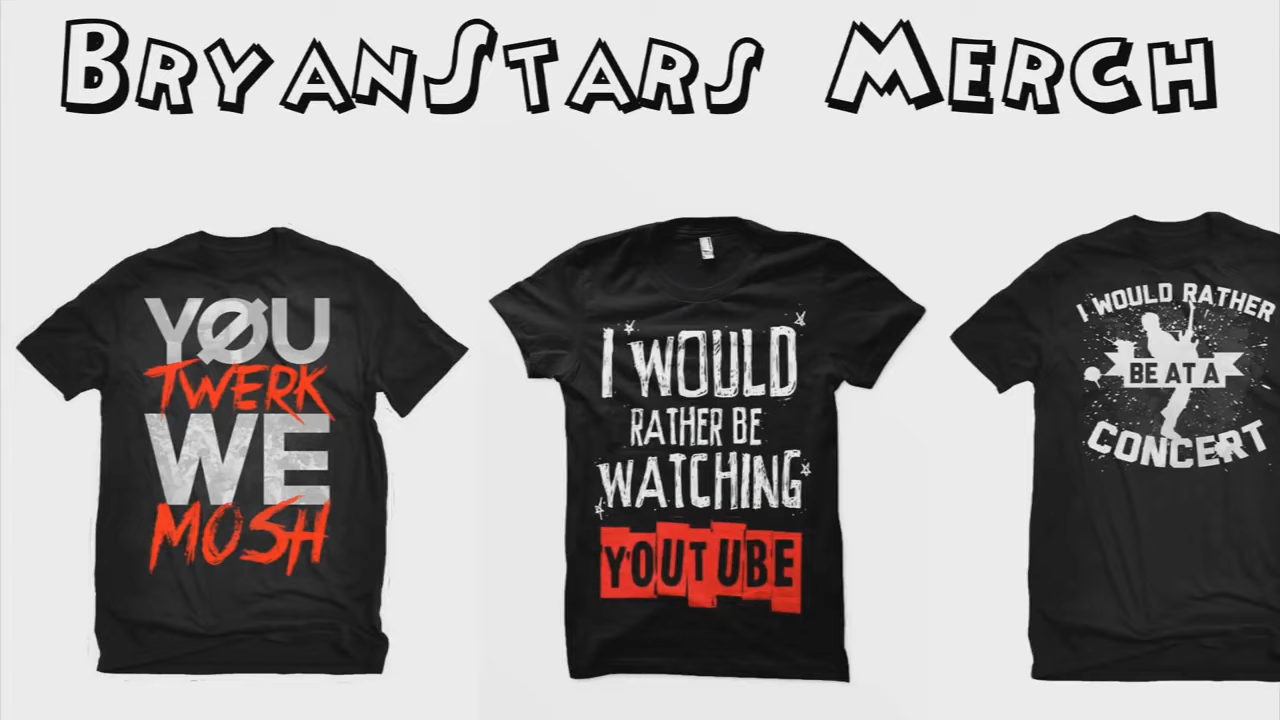 BRYANSTARS MERCH
YØU
TWERK
WE
MOSH
I WOULD
RATHER BE
WATCHING
YOUTUBE
I WOULD RATHER
BE AT A
CONCERT